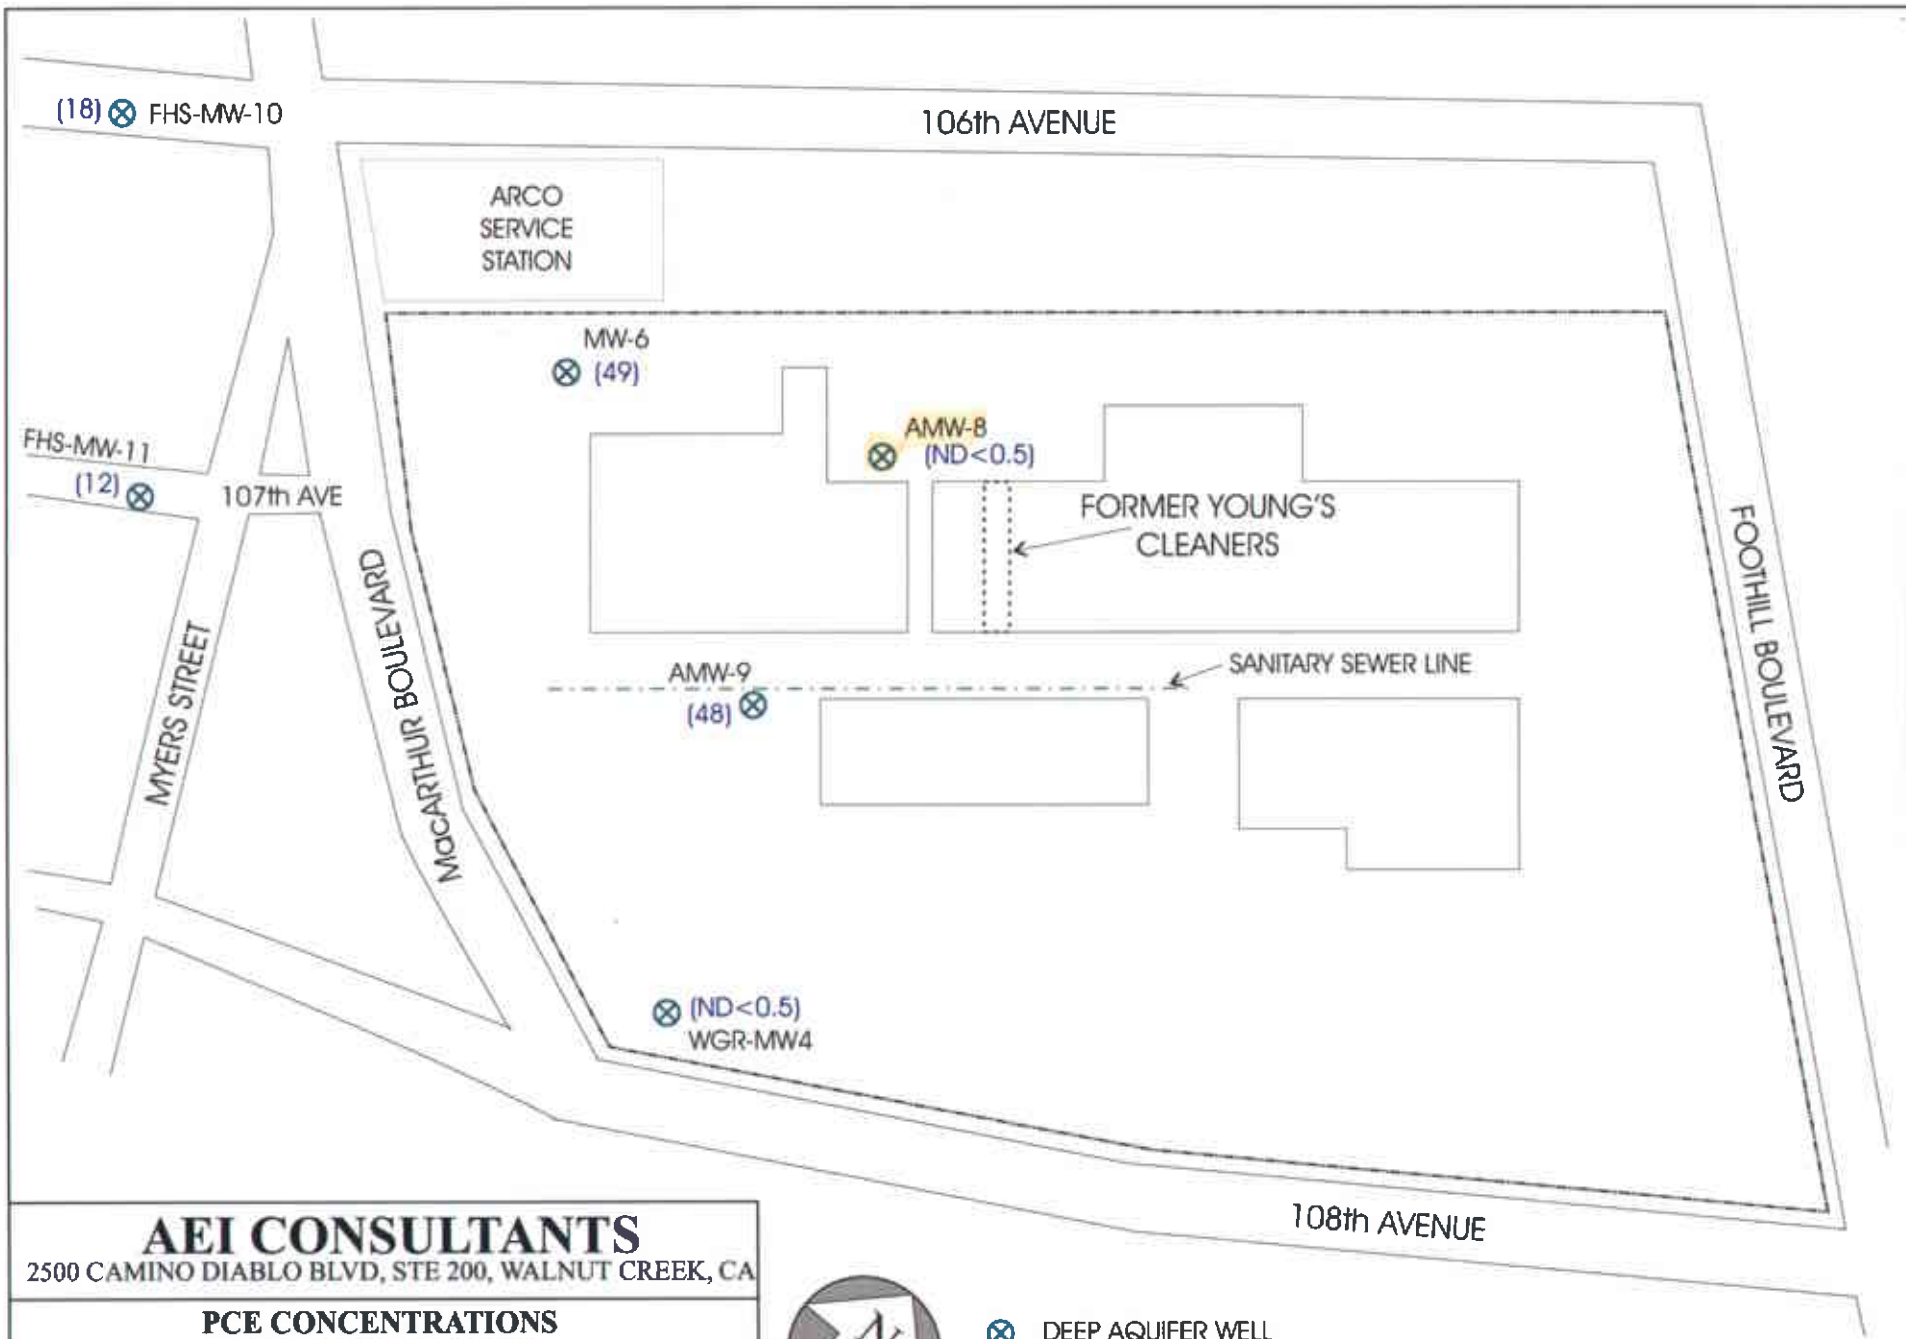 (18) FHS-MW-10
106th AVENUE
ARCO
SERVICE
STATION
MW-6
(49)
FHS-MW-11
(12)
107th AVE
AMW-8
(ND<0.5)
FORMER YOUNG'S
CLEANERS
FOOTHILL BOULEVARD
MacARTHUR BOULEVARD
MYERS STREET
SANITARY SEWER LINE
AMW-9
(48)
(ND<0.5)
WGR-MW4
108th AVENUE
AEI CONSULTANTS
2500 CAMINO DIABLO BLVD, STE 200, WALNUT CREEK, CA
PCE CONCENTRATIONS
DEEP AQUIFER WELL